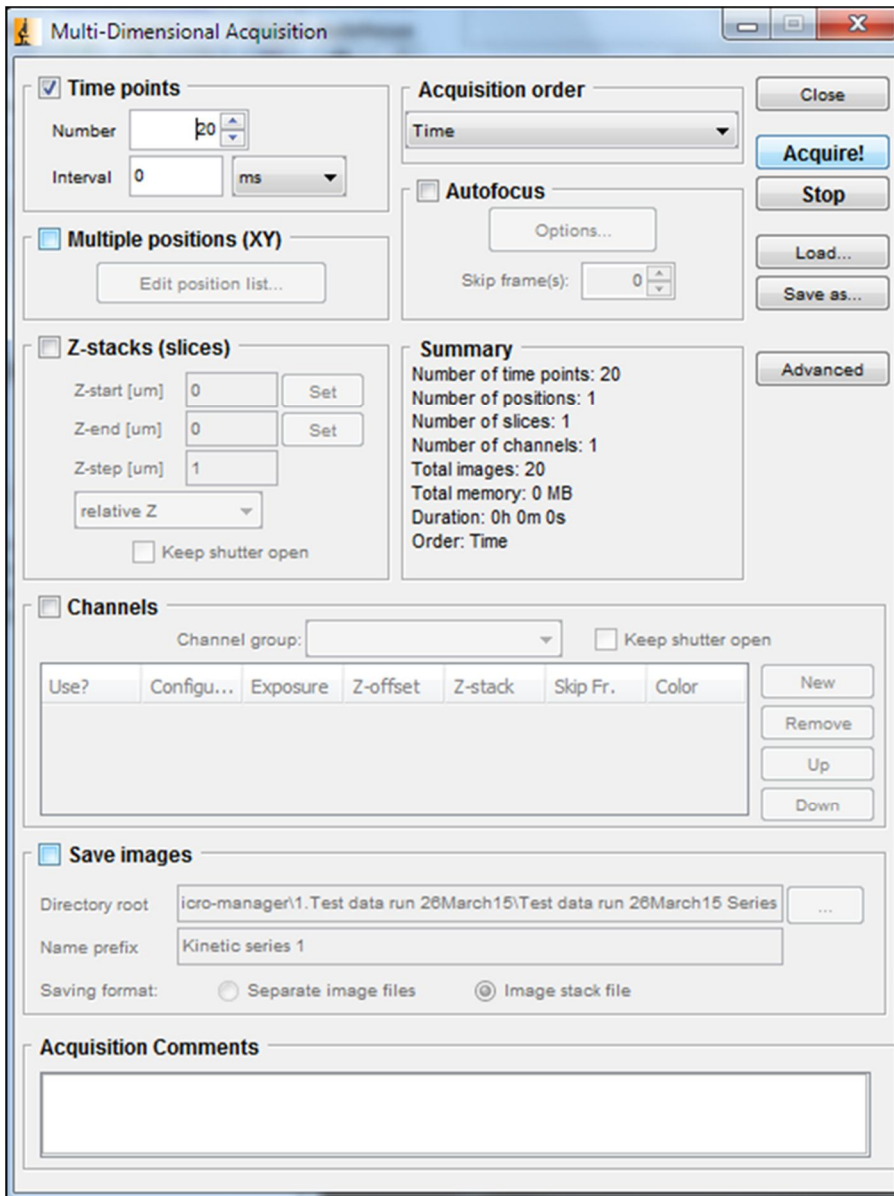 Multi-Dimensional Acquisition
Time points
Number 20
Interval 0 ms
Multiple positions (XY)
Edit position list...
Z-stacks (slices)
Z-start [um] 0 Set
Z-end [um] 0 Set
Z-step [um] 1
relative Z
Keep shutter open
Acquisition order
Time
Autofocus
Options...
Skip frame(s): 0
Summary
Number of time points: 20
Number of positions: 1
Number of slices: 1
Number of channels: 1
Total images: 20
Total memory: 0 MB
Duration: 0h 0m 0s
Order: Time
Close
Acquire!
Stop
Load...
Save as...
Advanced
Channels
Channel group: Keep shutter open
Use? Configu... Exposure Z-offset Z-stack Skip Fr. Color
New
Remove
Up
Down
Save images
Directory root icro-manager\1.Test data run 26March15\Test data run 26March15 Series ...
Name prefix Kinetic series 1
Saving format: Separate image files Image stack file
Acquisition Comments